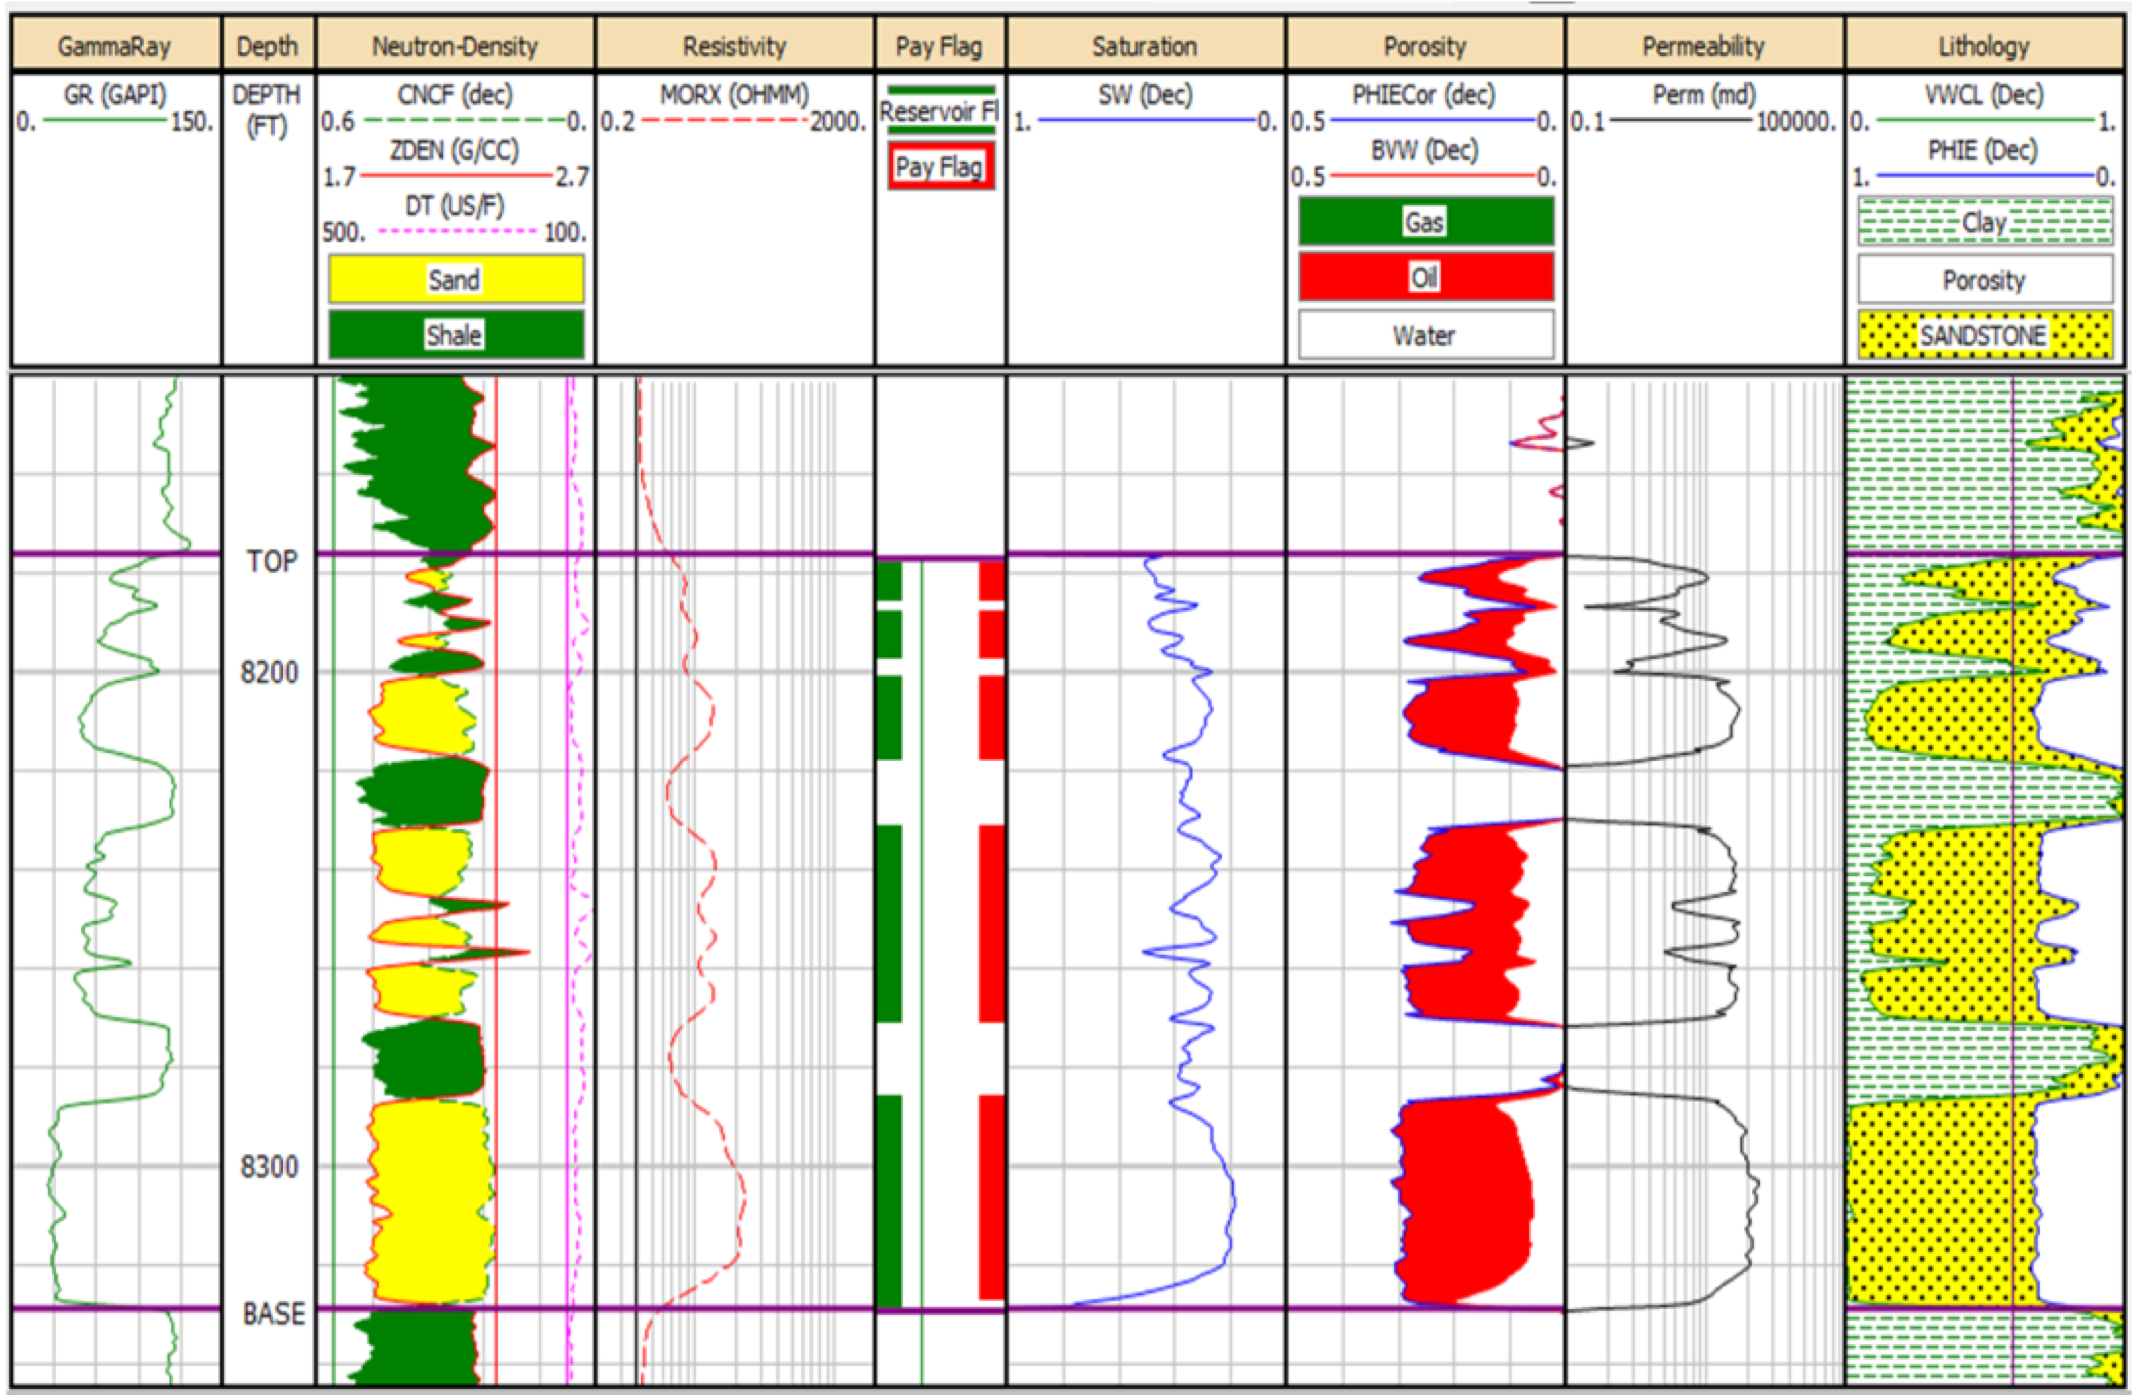 GammaRay Depth Neutron-Density Resistivity Pay Flag Saturation Porosity Permeability Lithology
GR (GAPI)
0. 150.
DEPTH
(FT)
CNCF (dec)
0.6 0.
ZDEN (G/CC)
1.7 2.7
DT (US/F)
500. 100.
Sand
Shale
MORX (OHMM)
0.2 2000.
Reservoir Fl
Pay Flag
SW (Dec)
1. 0.
PHIECor (dec)
0.5 0.
BVW (Dec)
0.5 0.
Gas
Oil
Water
Perm (md)
0.1 100000.
VWCL (Dec)
0. 1.
PHIE (Dec)
1. 0.
Clay
Porosity
SANDSTONE
TOP
8200
8300
BASE